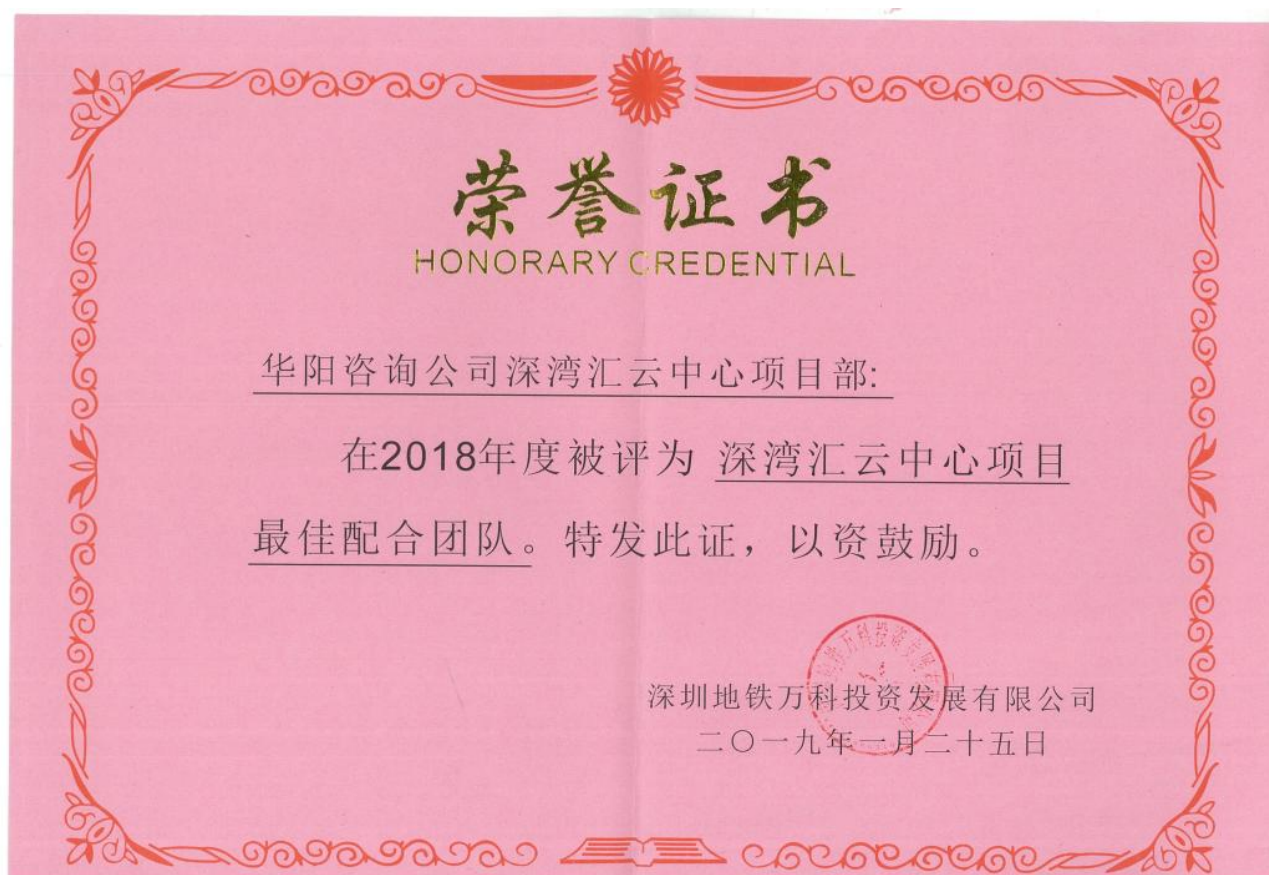 荣誉证书
HONORARY CREDENTIAL
华阳咨询公司深湾汇云中心项目部:
在2018年度被评为 深湾汇云中心项目
最佳配合团队。特发此证，以资鼓励。
深圳地铁万科投资发展有限公司
二〇一九年一月二十五日